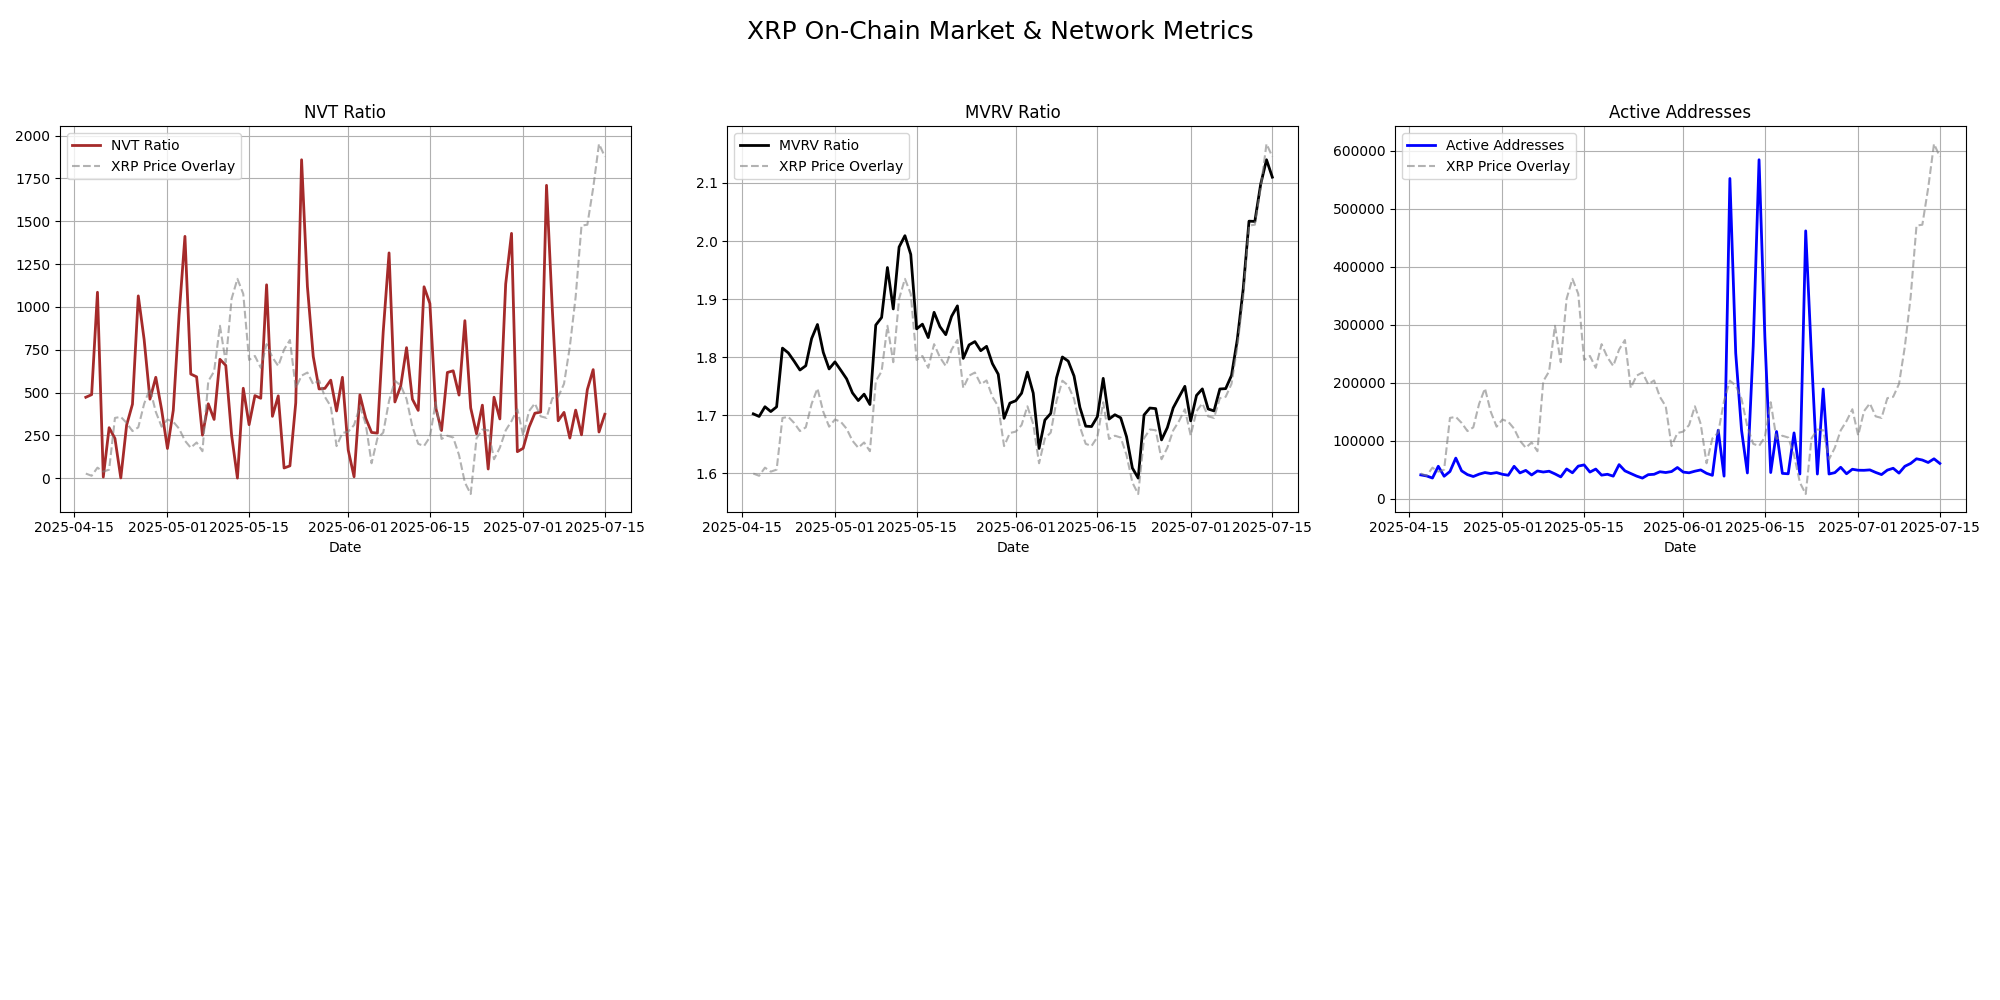 XRP On-Chain Market & Network Metrics
NVT Ratio
NVT Ratio
XRP Price Overlay
2000
1750
1500
1250
1000
750
500
250
0
2025-04-15 2025-05-01 2025-05-15 2025-06-01 2025-06-15 2025-07-01 2025-07-15
Date
MVRV Ratio
MVRV Ratio
XRP Price Overlay
2.1
2.0
1.9
1.8
1.7
1.6
2025-04-15 2025-05-01 2025-05-15 2025-06-01 2025-06-15 2025-07-01 2025-07-15
Date
Active Addresses
Active Addresses
XRP Price Overlay
600000
500000
400000
300000
200000
100000
0
2025-04-15 2025-05-01 2025-05-15 2025-06-01 2025-06-15 2025-07-01 2025-07-15
Date